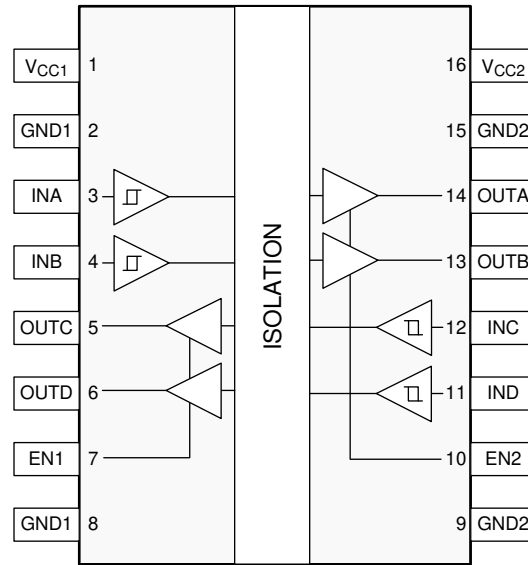 VCC1 1 16 VCC2
GND1 2 15 GND2
INA 3 14 OUTA
INB 4 13 OUTB
OUTC 5 12 INC
OUTD 6 11 IND
EN1 7 10 EN2
GND1 8 9 GND2
ISOLATION